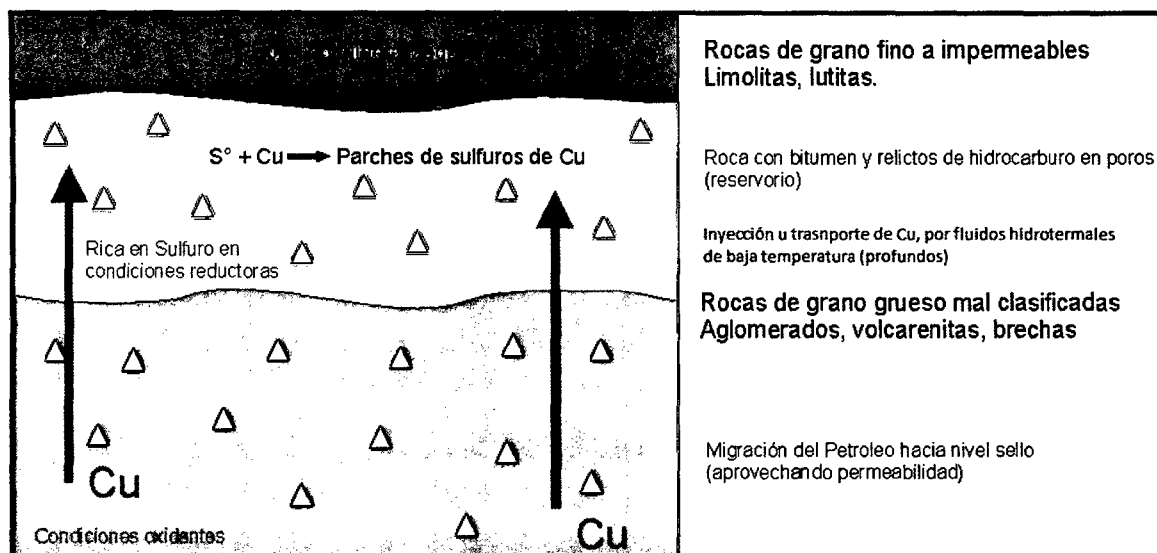 Rocas de grano fino a impermeables
Limolitas, lutitas.
S° + Cu
Parches de sulfuros de Cu
Roca con bitumen y relictos de hidrocarburo en poros
(reservorio)
Rica en Sulfuro en
condiciones reductoras
Inyección u trasnporte de Cu, por fluidos hidrotermales
de baja temperatura (profundos)
Rocas de grano grueso mal clasificadas
Aglomerados, volcarenitas, brechas
Migración del Petroleo hacia nivel sello
(aprovechando permeabilidad)
Cu
Cu
Condiciones oxidantes